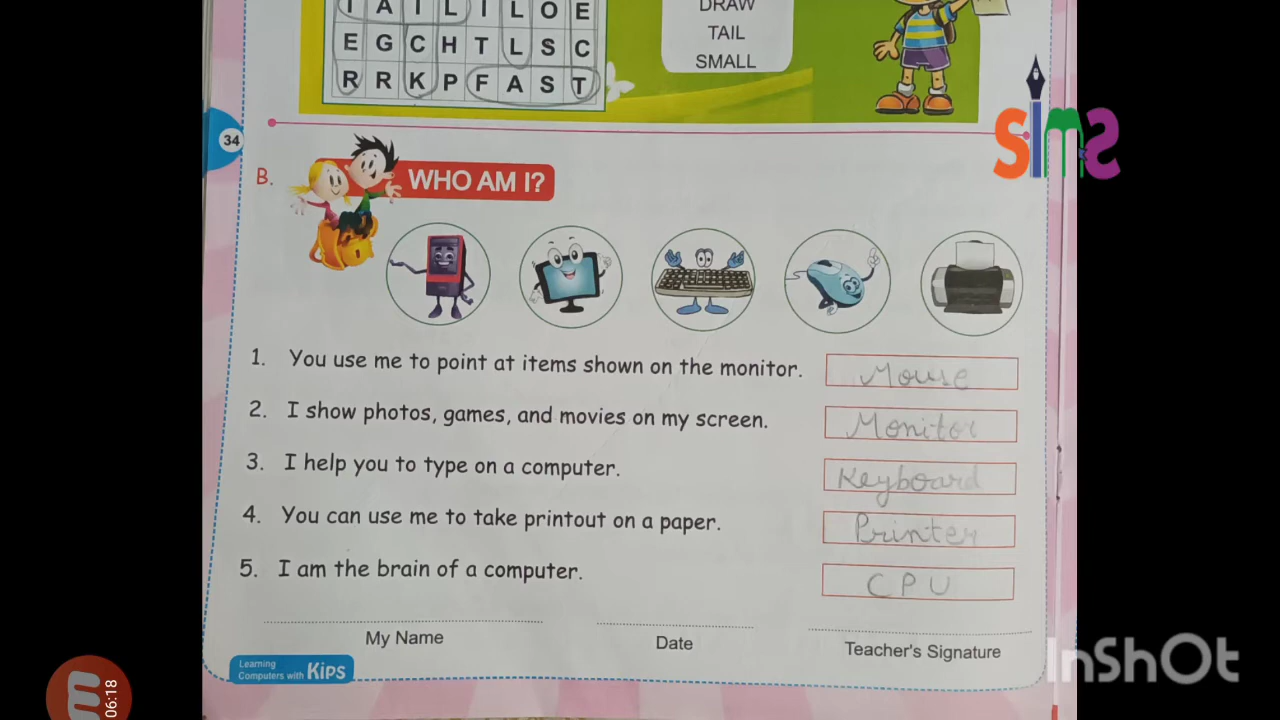 T A I L I L O E
E G C H T L S C
R R K P F A S T
DRAW
TAIL
SMALL
SIMS
34
B. WHO AM I?
1. You use me to point at items shown on the monitor. Mouse
2. I show photos, games, and movies on my screen. Monitor
3. I help you to type on a computer. Keyboard
4. You can use me to take printout on a paper. Printer
5. I am the brain of a computer. CPU
My Name Date Teacher's Signature
Learning
Computers with Kips
InShOt
06:18